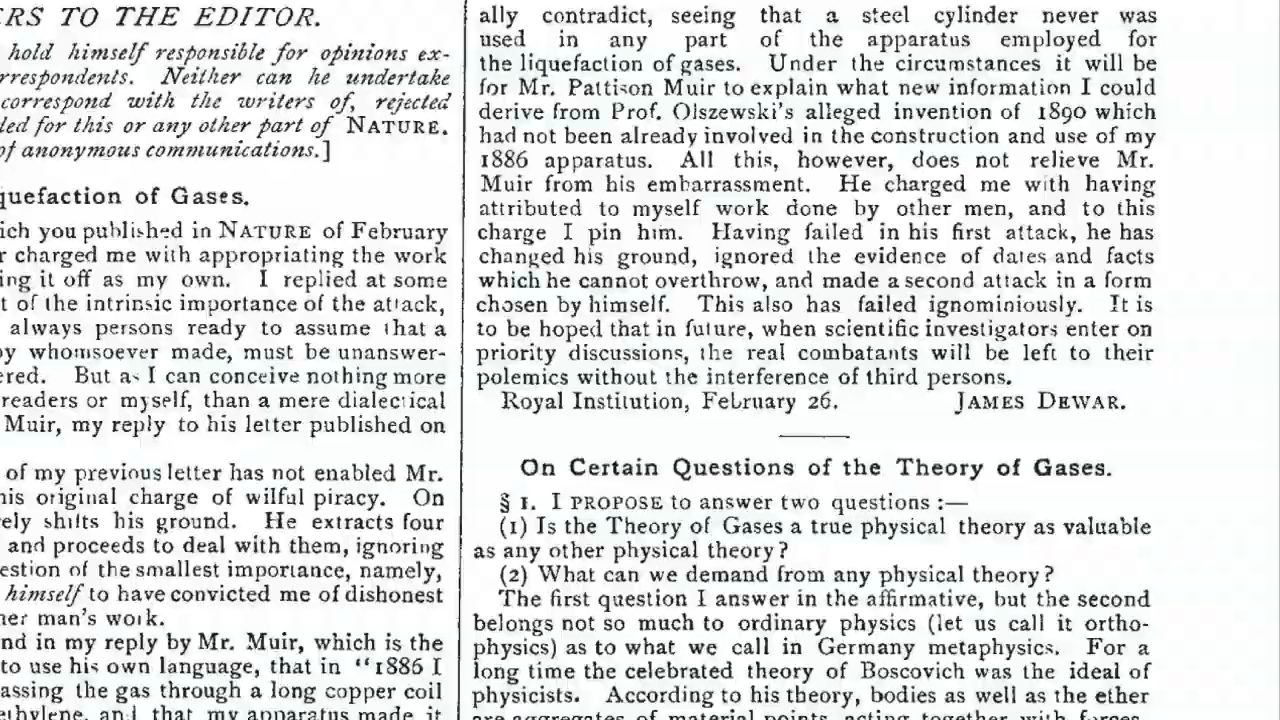 RS TO THE EDITOR.
hold himself responsible for opinions ex-
rrespondents. Neither can he undertake
correspond with the writers of, rejected
ded for this or any other part of NATURE.
of anonymous communications.]
quefaction of Gases.
ich you published in NATURE of February
r charged me with appropriating the work
ing it off as my own. I replied at some
t of the intrinsic importance of the attack,
always persons ready to assume that a
by whomsoever made, must be unanswer-
ered. But as I can conceive nothing more
readers or myself, than a mere dialectical
Muir, my reply to his letter published on
of my previous letter has not enabled Mr.
his original charge of wilful piracy. On
rely shifts his ground. He extracts four
and proceeds to deal with them, ignoring
estion of the smallest importance, namely,
himself to have convicted me of dishonest
her man's work.
nd in my reply by Mr. Muir, which is the
to use his own language, that in "1886 I
assing the gas through a long copper coil
ethylene, and that my apparatus made it
ally contradict, seeing that a steel cylinder never was
used in any part of the apparatus employed for
the liquefaction of gases. Under the circumstances it will be
for Mr. Pattison Muir to explain what new information I could
derive from Prof. Olszewski's alleged invention of 1890 which
had not been already involved in the construction and use of my
1886 apparatus. All this, however, does not relieve Mr.
Muir from his embarrassment. He charged me with having
attributed to myself work done by other men, and to this
charge I pin him. Having failed in his first attack, he has
changed his ground, ignored the evidence of dates and facts
which he cannot overthrow, and made a second attack in a form
chosen by himself. This also has failed ignominiously. It is
to be hoped that in future, when scientific investigators enter on
priority discussions, the real combatants will be left to their
polemics without the interference of third persons.
Royal Institution, February 26. JAMES DEWAR.
On Certain Questions of the Theory of Gases.
§ 1. I PROPOSE to answer two questions :—
(1) Is the Theory of Gases a true physical theory as valuable
as any other physical theory?
(2) What can we demand from any physical theory?
The first question I answer in the affirmative, but the second
belongs not so much to ordinary physics (let us call it ortho-
physics) as to what we call in Germany metaphysics. For a
long time the celebrated theory of Boscovich was the ideal of
physicists. According to his theory, bodies as well as the ether
are aggregates of material points, acting together with forces,